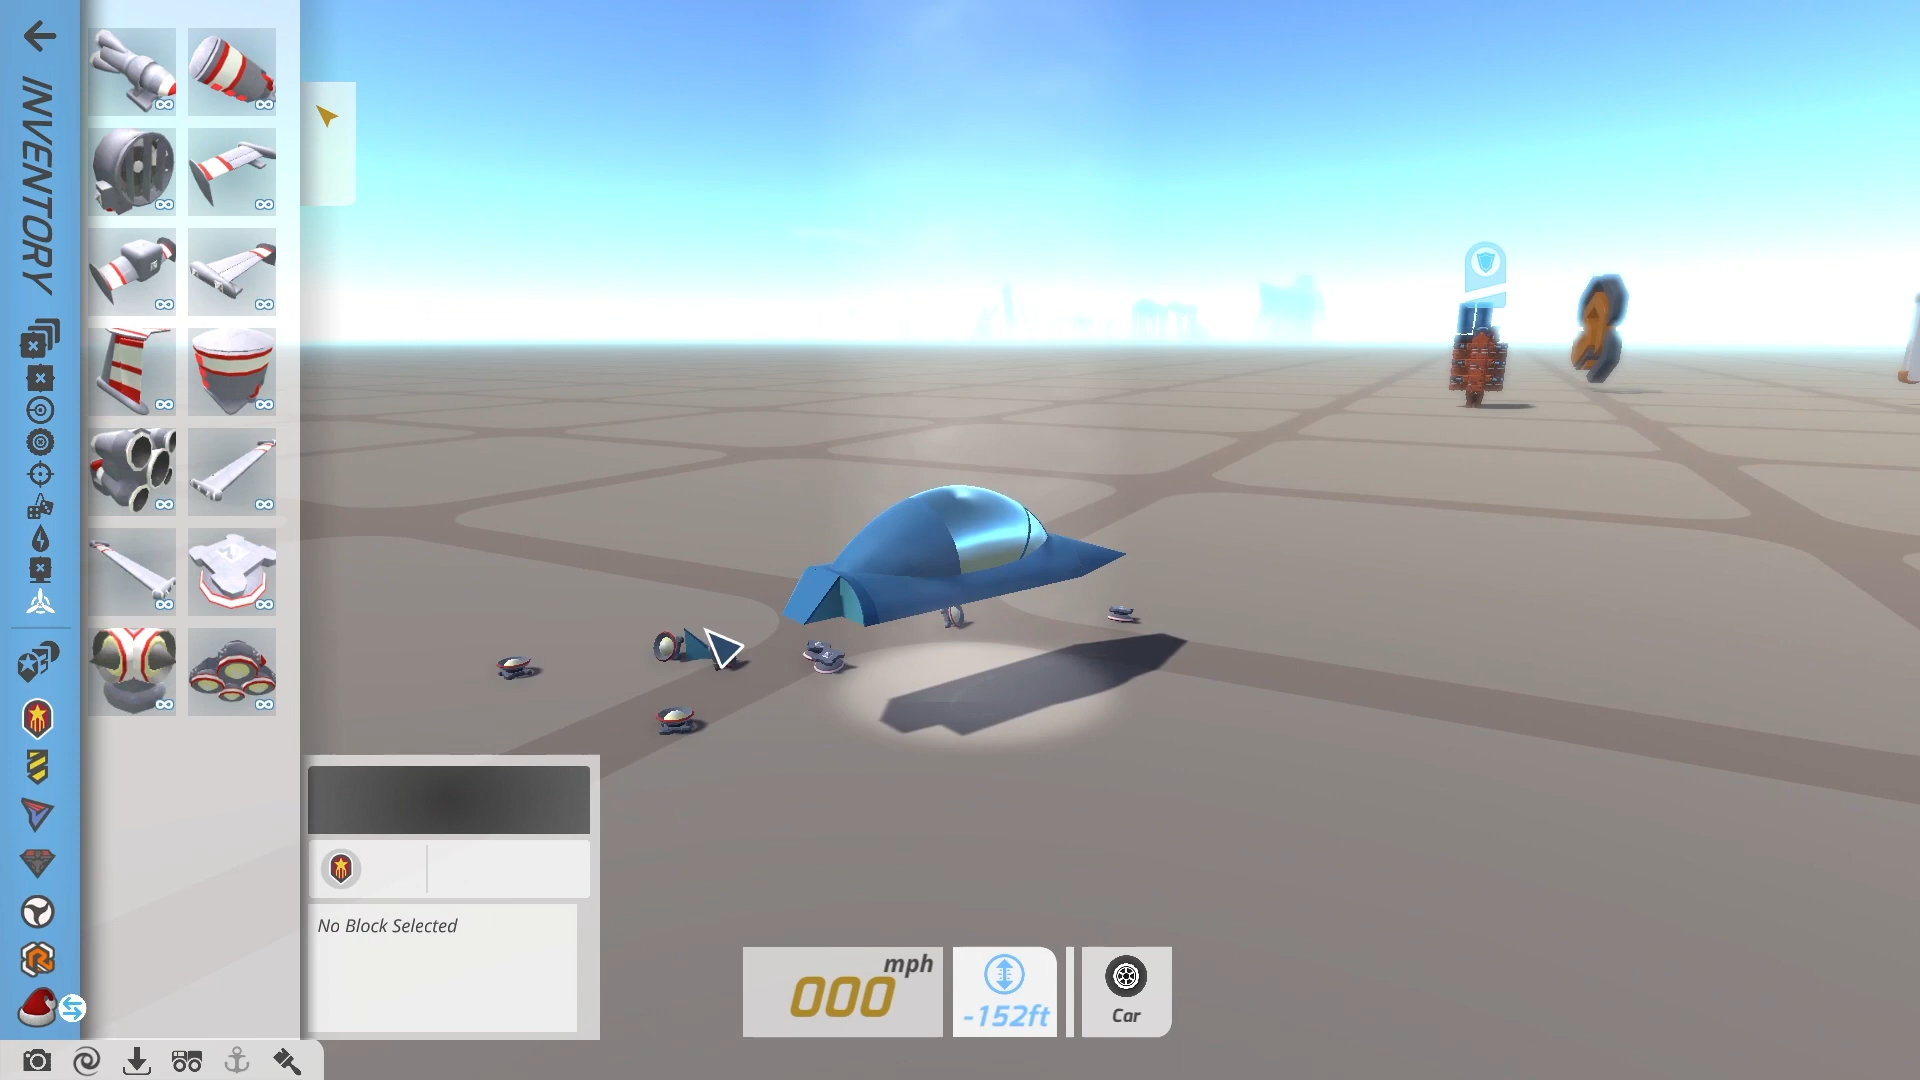 INVENTORY
No Block Selected
mph
000
-152ft
Car